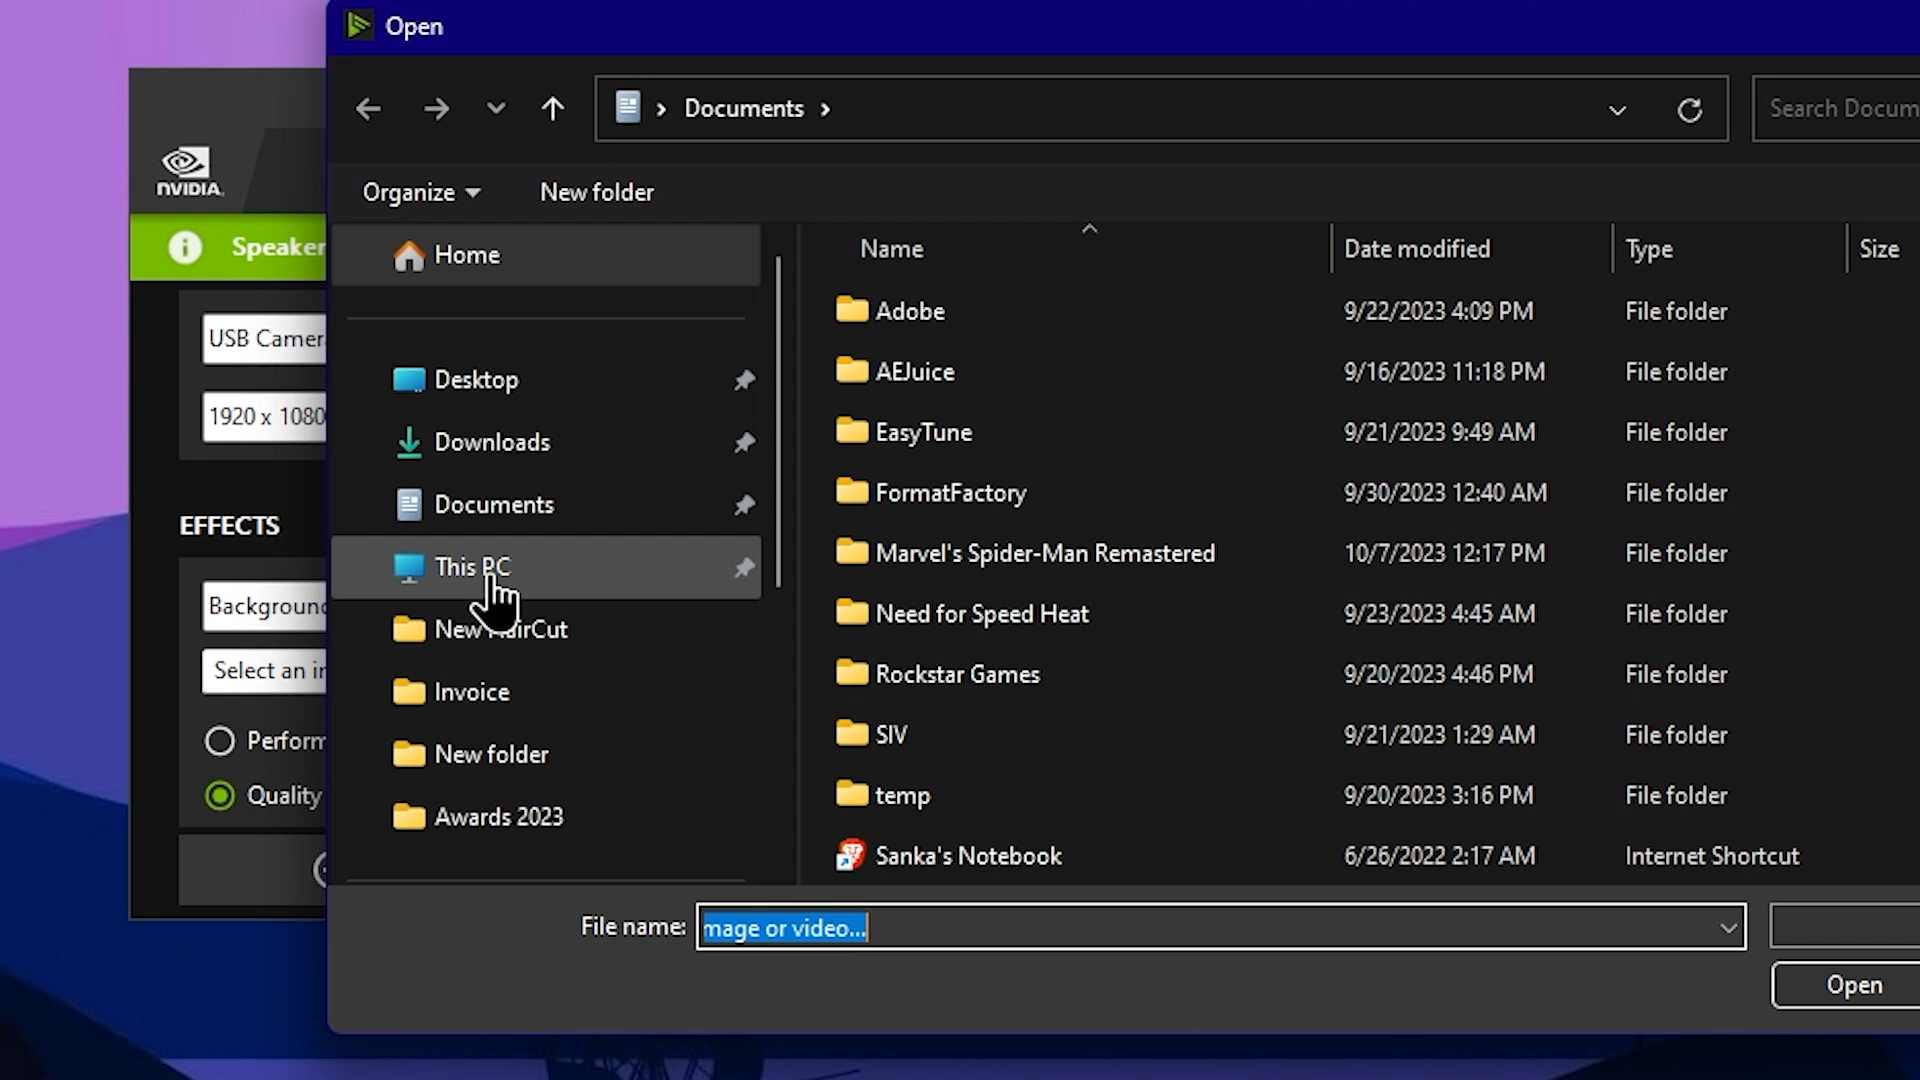 Open
Documents
Search Docum
NVIDIA.
Organize
New folder
Speaker
Home
Name
Date modified
Type
Size
Adobe
9/22/2023 4:09 PM
File folder
USB Camer
Desktop
AEJuice
9/16/2023 11:18 PM
File folder
1920 x 1080
Downloads
EasyTune
9/21/2023 9:49 AM
File folder
Documents
FormatFactory
9/30/2023 12:40 AM
File folder
EFFECTS
This PC
Marvel's Spider-Man Remastered
10/7/2023 12:17 PM
File folder
Background
New HairCut
Need for Speed Heat
9/23/2023 4:45 AM
File folder
Select an i
Invoice
Rockstar Games
9/20/2023 4:46 PM
File folder
Perform
New folder
SIV
9/21/2023 1:29 AM
File folder
Quality
Awards 2023
temp
9/20/2023 3:16 PM
File folder
Sanka's Notebook
6/26/2022 2:17 AM
Internet Shortcut
File name:
mage or video...
Open